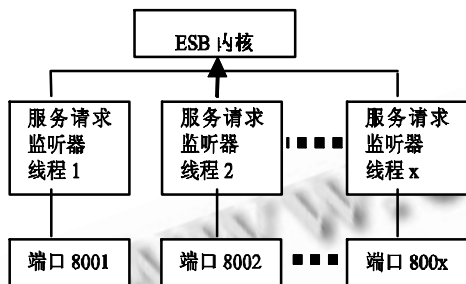 ESB 内核
服务请求
监听器
线程 1
服务请求
监听器
线程 2
服务请求
监听器
线程 x
端口 8001
端口 8002
端口 800x